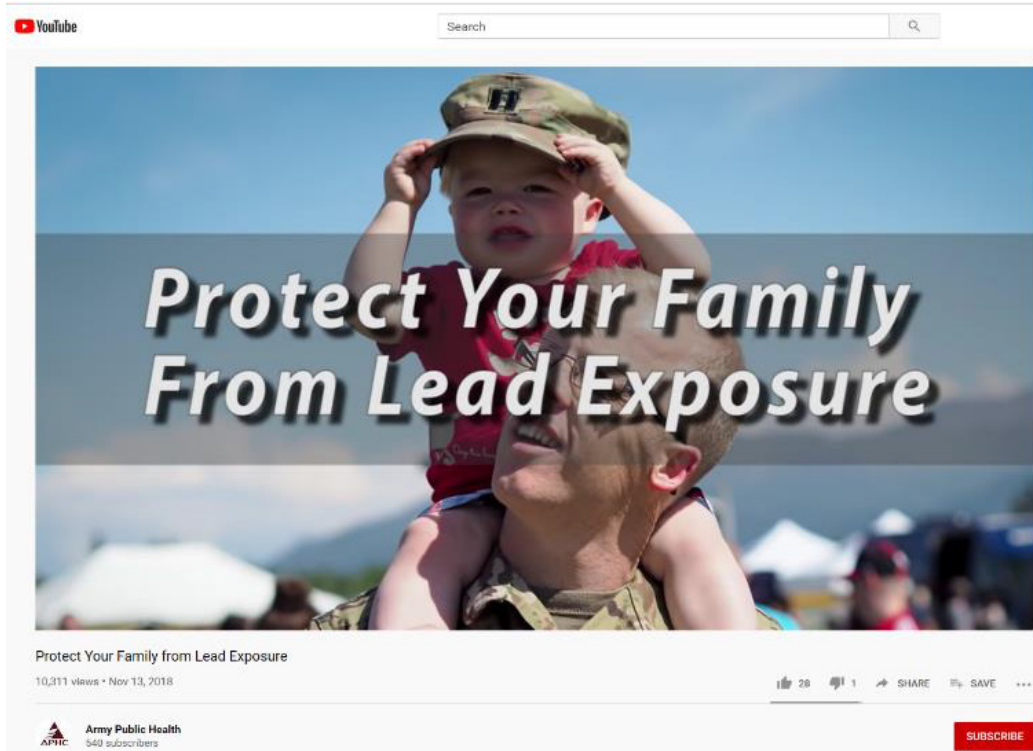 YouTube
Search
Protect Your Family
From Lead Exposure
Protect Your Family from Lead Exposure
10,311 views • Nov 13, 2018
28 1 SHARE SAVE
APHC
Army Public Health
540 subscribers
SUBSCRIBE